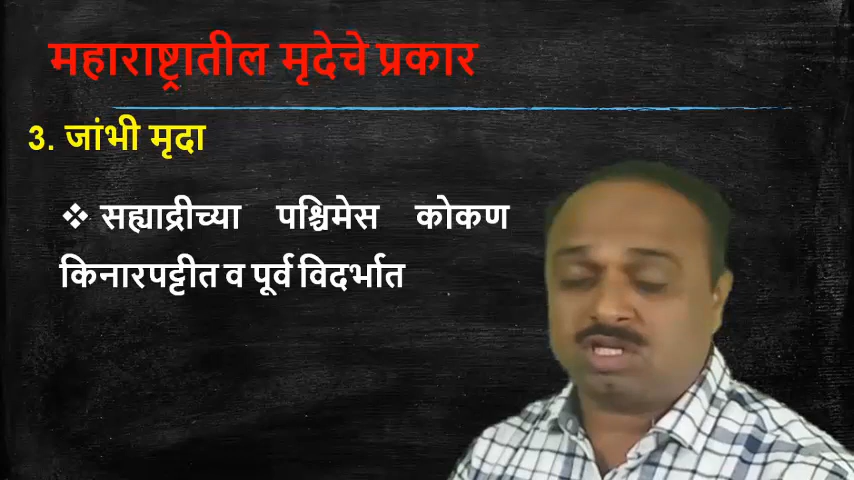 महाराष्ट्रातील मृदेचे प्रकार
3. जांभी मृदा
❖ सह्याद्रीच्या पश्चिमेस कोकण
किनारपट्टीत व पूर्व विदर्भात